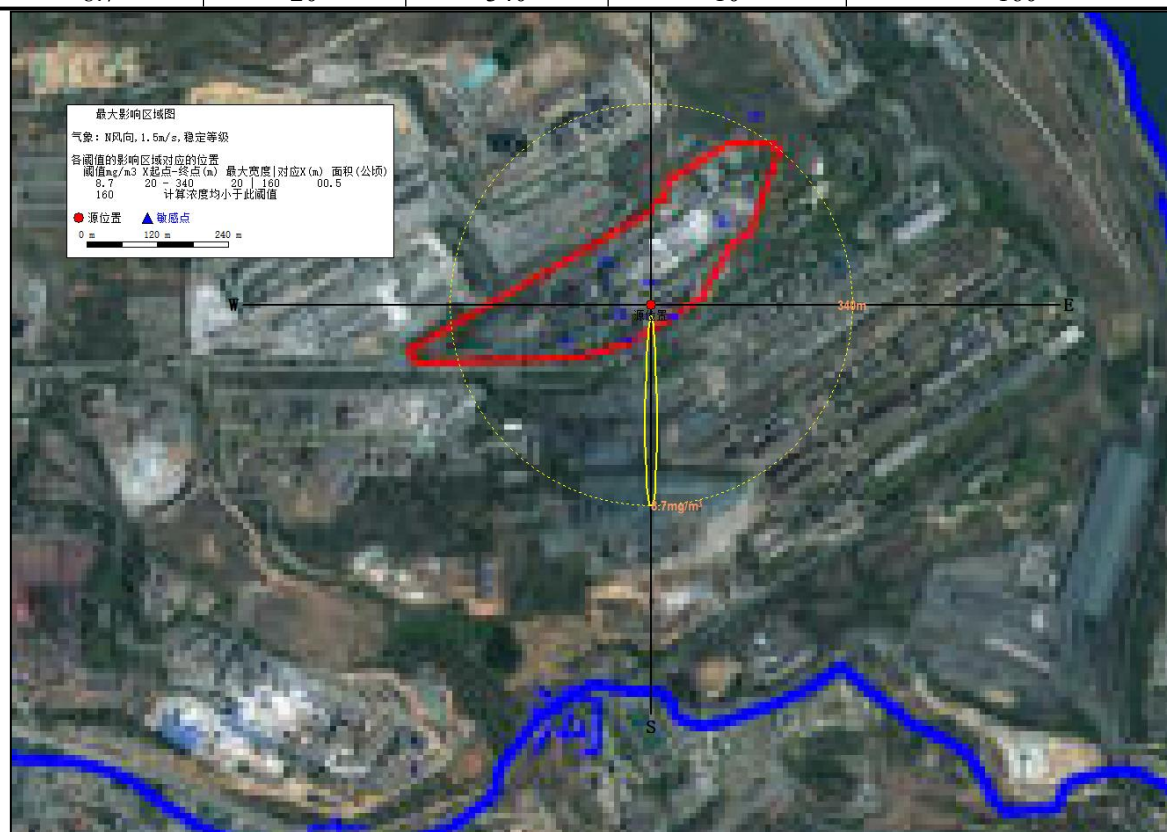 最大影响区域图
气象: N风向,1.5m/s,稳定等级
各阈值的影响区域对应的位置
阈值mg/m3 X起点-终点(m) 最大宽度|对应X(m) 面积(公顷)
8.7 20 - 340 20 | 160 00.5
160 计算浓度均小于此阈值
源位置 敏感点
0 m 120 m 240 m
W
源位置
340m
E
8.7mg/m³
S